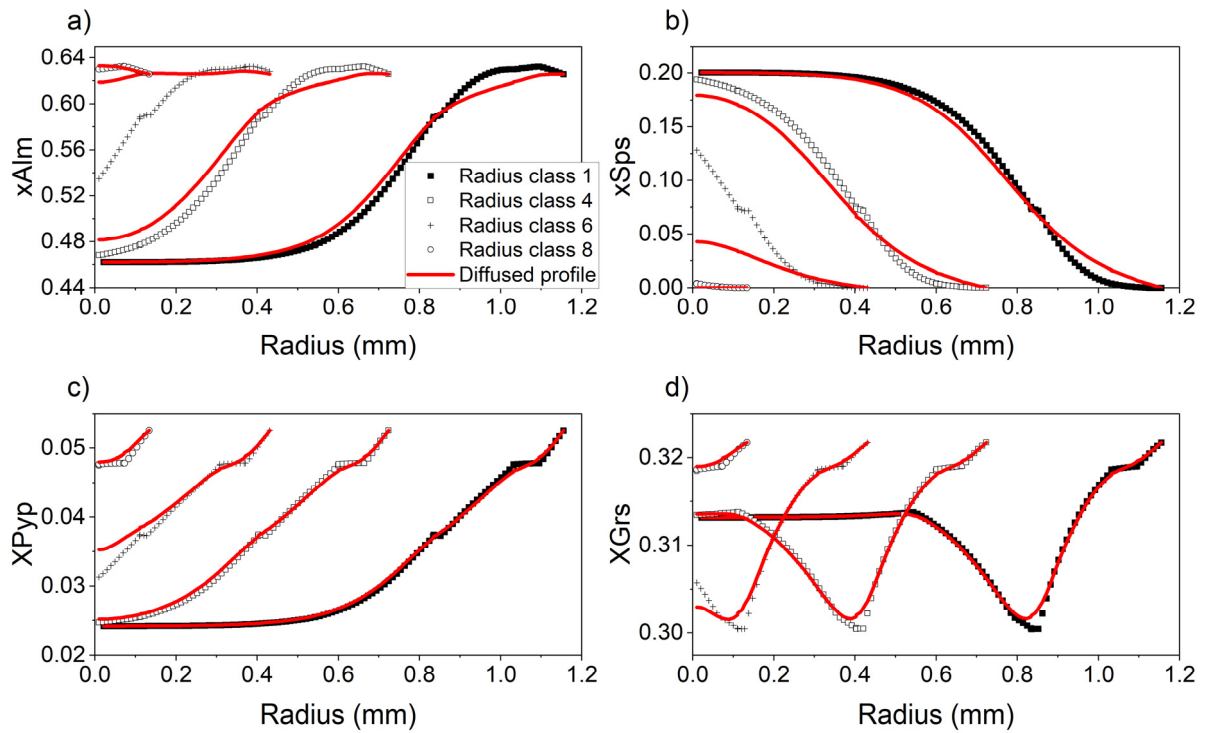 a)
0.64
0.60
0.56
0.52
0.48
0.44
xAlm
0.0 0.2 0.4 0.6 0.8 1.0 1.2
Radius (mm)
Radius class 1
Radius class 4
Radius class 6
Radius class 8
Diffused profile
b)
0.20
0.15
0.10
0.05
0.00
xSps
0.0 0.2 0.4 0.6 0.8 1.0 1.2
Radius (mm)
c)
0.05
0.04
0.03
0.02
XPyp
0.0 0.2 0.4 0.6 0.8 1.0 1.2
Radius (mm)
d)
0.32
0.31
0.30
XGrs
0.0 0.2 0.4 0.6 0.8 1.0 1.2
Radius (mm)